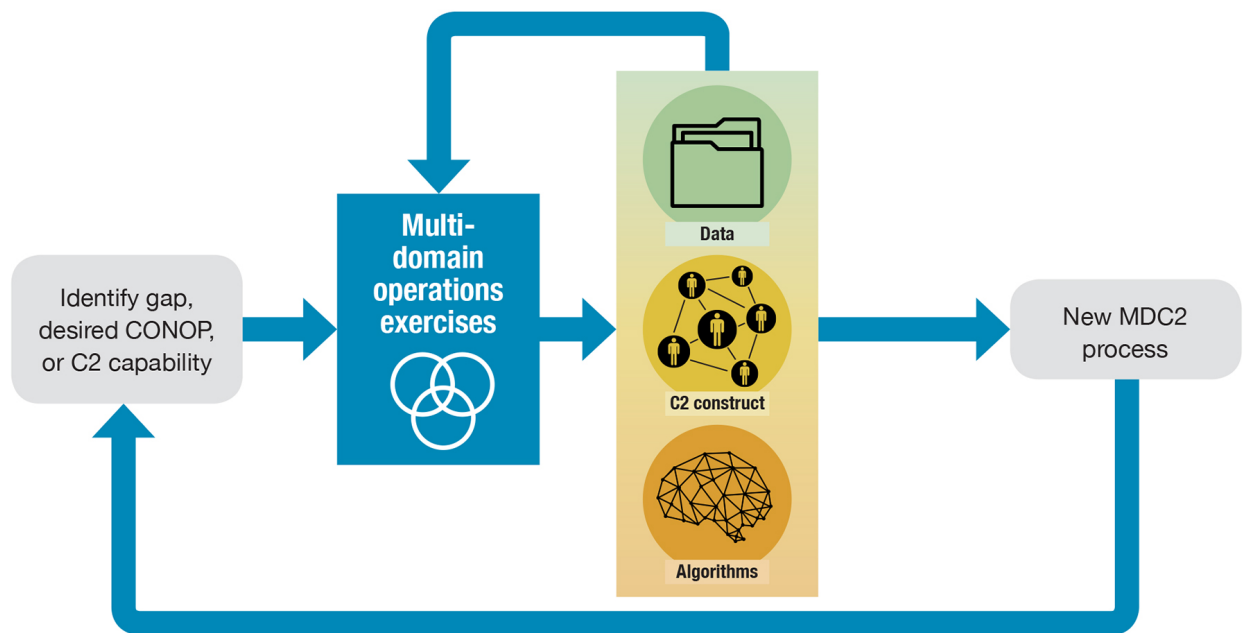 Identify gap,
desired CONOP,
or C2 capability
Multi-
domain
operations
exercises
Data
C2 construct
Algorithms
New MDC2
process